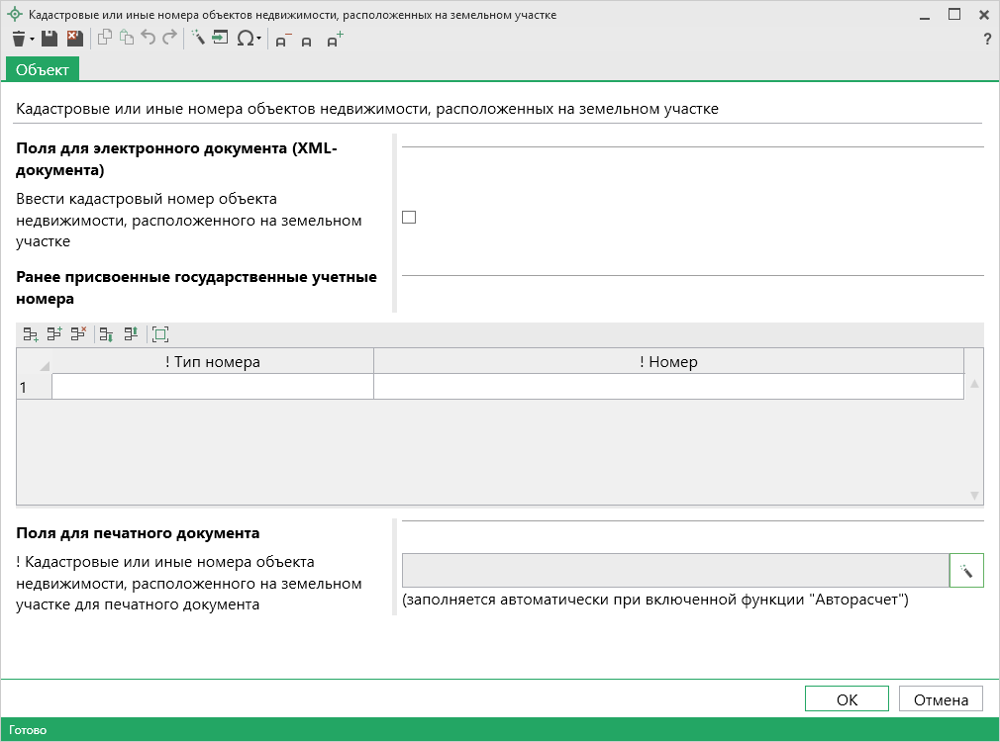 Кадастровые или иные номера объектов недвижимости, расположенных на земельном участке
?
Объект
Кадастровые или иные номера объектов недвижимости, расположенных на земельном участке
Поля для электронного документа (XML-
документа)
Ввести кадастровый номер объекта
недвижимости, расположенного на земельном
участке
Ранее присвоенные государственные учетные
номера
! Тип номера
! Номер
1
Поля для печатного документа
! Кадастровые или иные номера объекта
недвижимости, расположенного на земельном
участке для печатного документа
(заполняется автоматически при включенной функции "Авторасчет")
ОК
Отмена
Готово